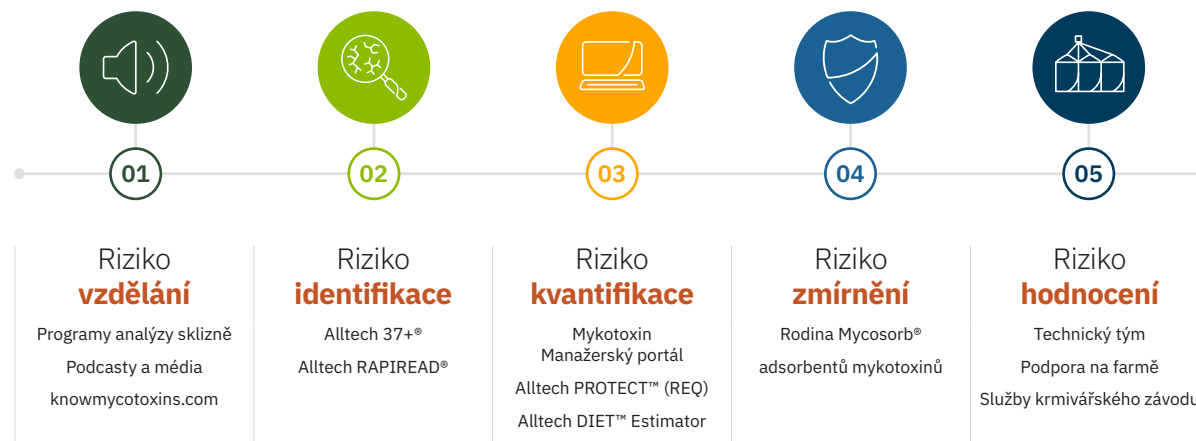 01
02
03
04
05
Riziko
vzdělání
Programy analýzy sklizně
Podcasty a média
knowmycotoxins.com
Riziko
identifikace
Alltech 37+®
Alltech RAPIREAD®
Riziko
kvantifikace
Mykotoxin
Manažerský portál
Alltech PROTECT™ (REQ)
Alltech DIET™ Estimator
Riziko
zmírnění
Rodina Mycosorb®
adsorbentů mykotoxinů
Riziko
hodnocení
Technický tým
Podpora na farmě
Služby krmivářského závodu